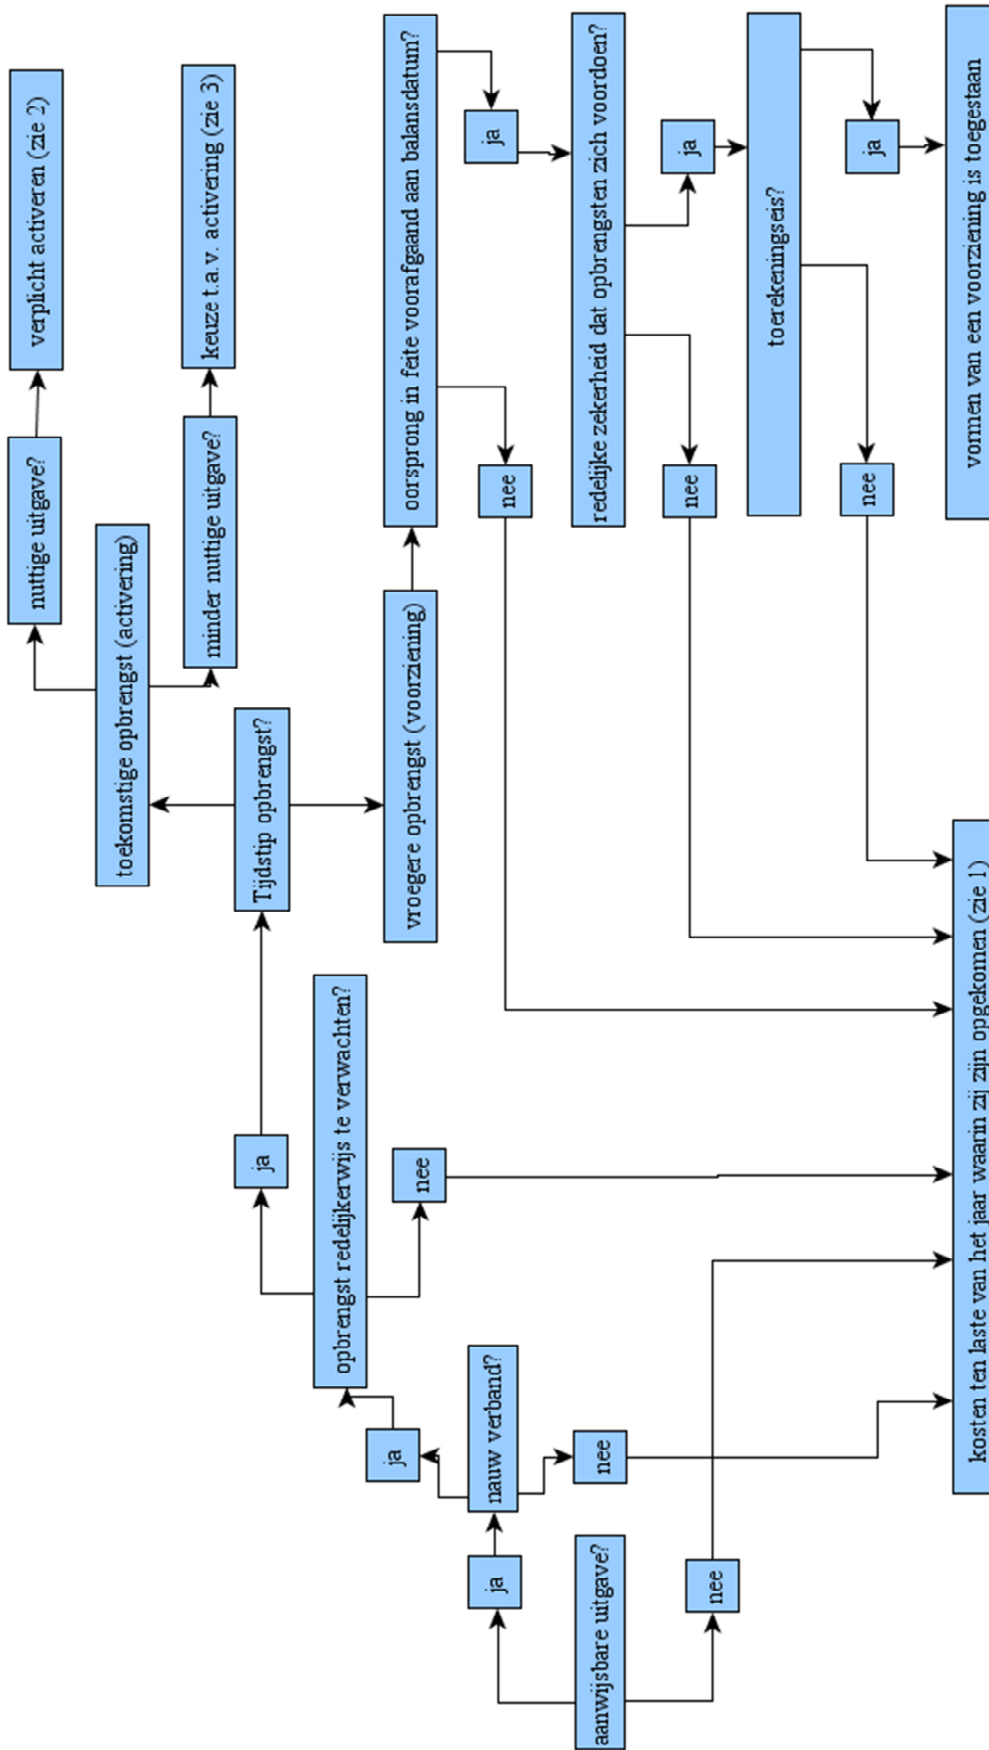 aanwijsbare uitgave?
ja
nee
nauw verband?
ja
nee
opbrengst redelijkerwijs te verwachten?
ja
nee
Tijdstip opbrengst?
toekomstige opbrengst (activering)
nuttige uitgave?
verplicht activeren (zie 2)
minder nuttige uitgave?
keuze t.a.v. activering (zie 3)
vroegere opbrengst (voorziening)
oorsprong in feite voorafgaand aan balansdatum?
ja
nee
redelijke zekerheid dat opbrengsten zich voordoen?
ja
nee
toerekeningseis?
ja
nee
vormen van een voorziening is toegestaan
kosten ten laste van het jaar waarin zij zijn opgekomen (zie 1)